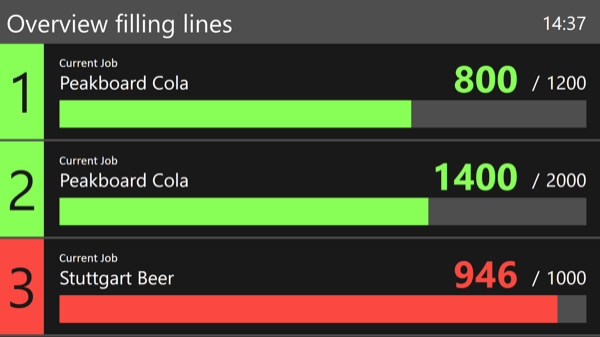 Overview filling lines 14:37
1
Current Job
Peakboard Cola 800 / 1200
2
Current Job
Peakboard Cola 1400 / 2000
3
Current Job
Stuttgart Beer 946 / 1000